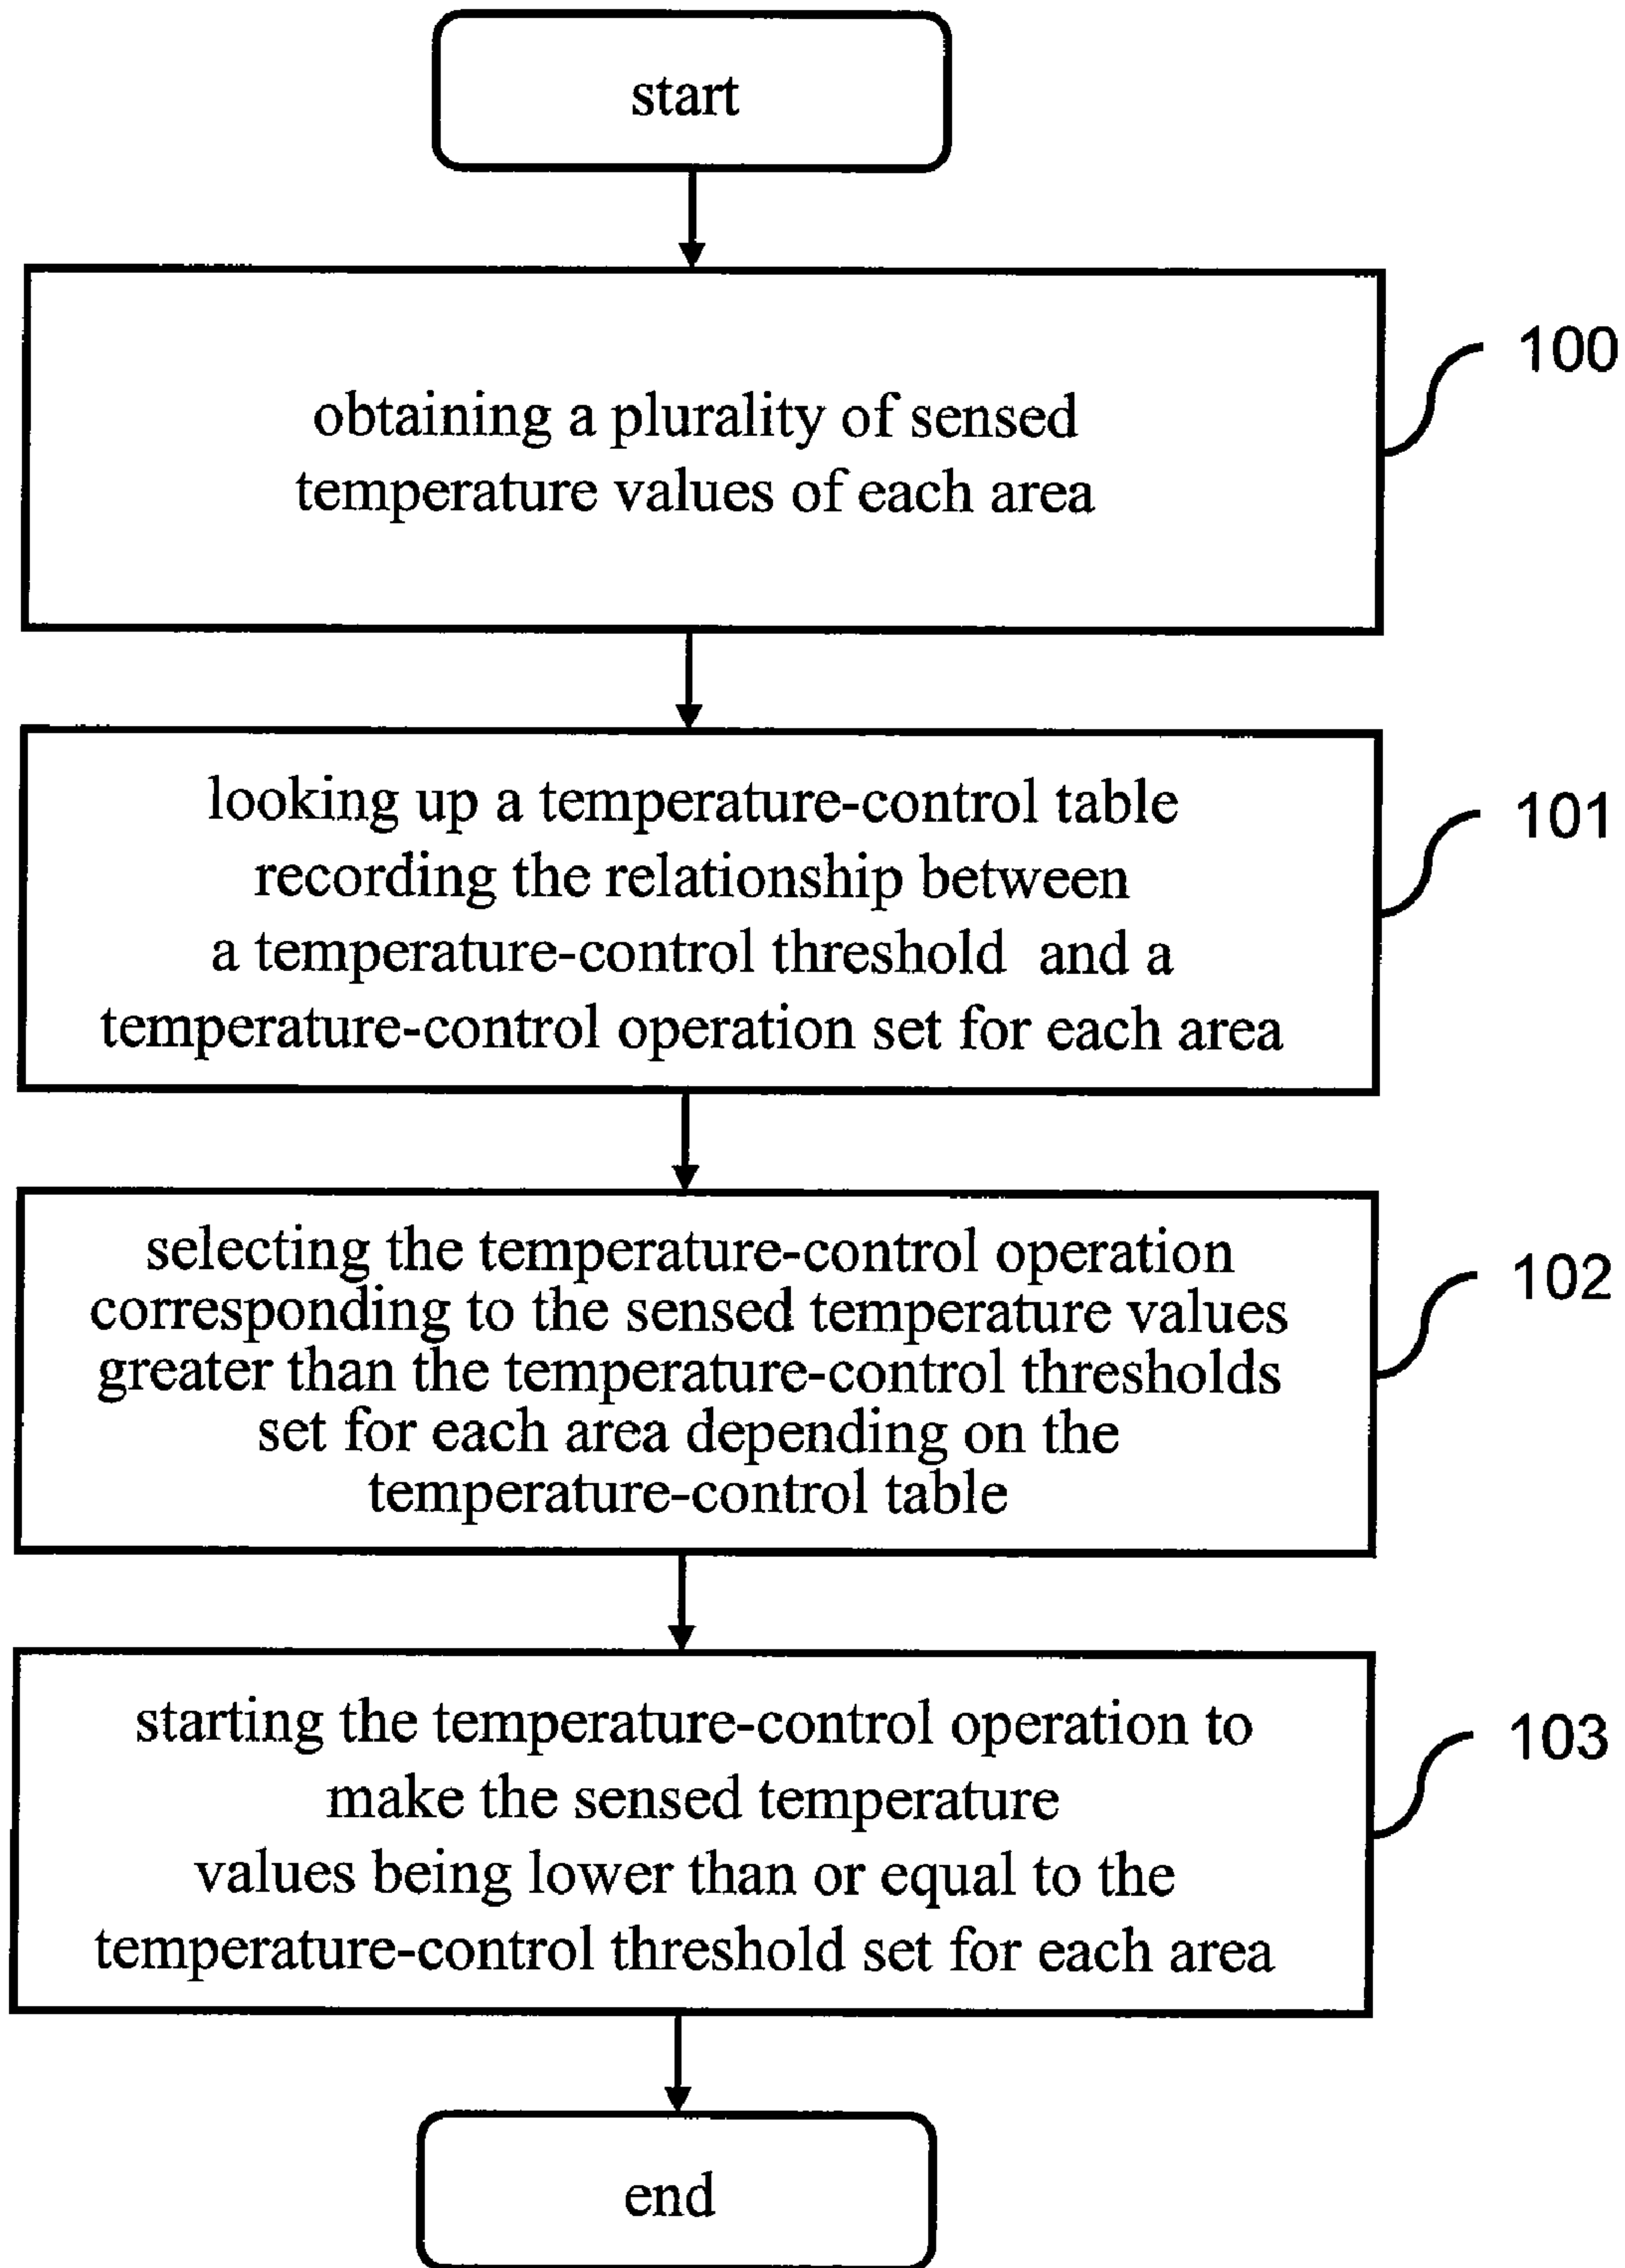 start
obtaining a plurality of sensed
temperature values of each area
100
looking up a temperature-control table
recording the relationship between
a temperature-control threshold and a
temperature-control operation set for each area
101
selecting the temperature-control operation
corresponding to the sensed temperature values
greater than the temperature-control thresholds
set for each area depending on the
temperature-control table
102
starting the temperature-control operation to
make the sensed temperature
values being lower than or equal to the
temperature-control threshold set for each area
103
end